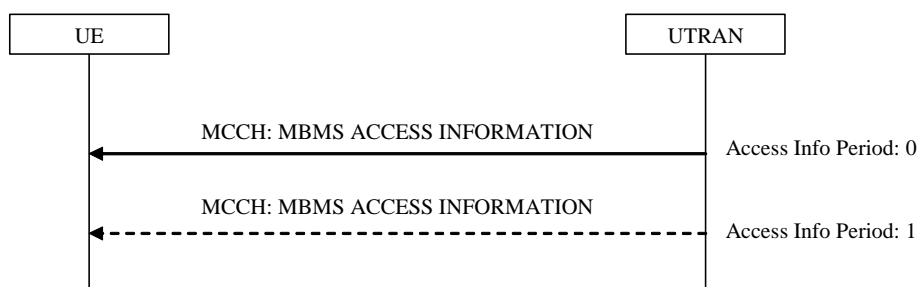 UE
UTRAN
MCCH: MBMS ACCESS INFORMATION
Access Info Period: 0
MCCH: MBMS ACCESS INFORMATION
Access Info Period: 1